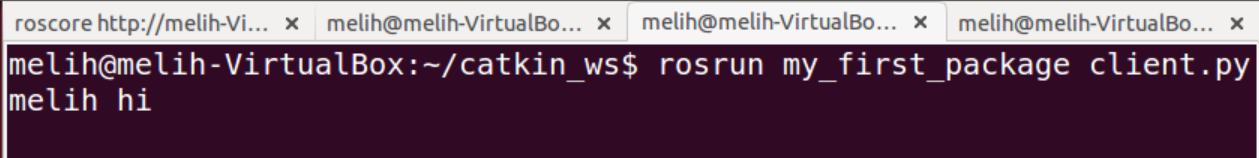 roscore http://melih-Vi... × melih@melih-VirtualBo... × melih@melih-VirtualBo... × melih@melih-VirtualBo... ×
melih@melih-VirtualBox:~/catkin_ws$ rosrun my_first_package client.py
melih hi